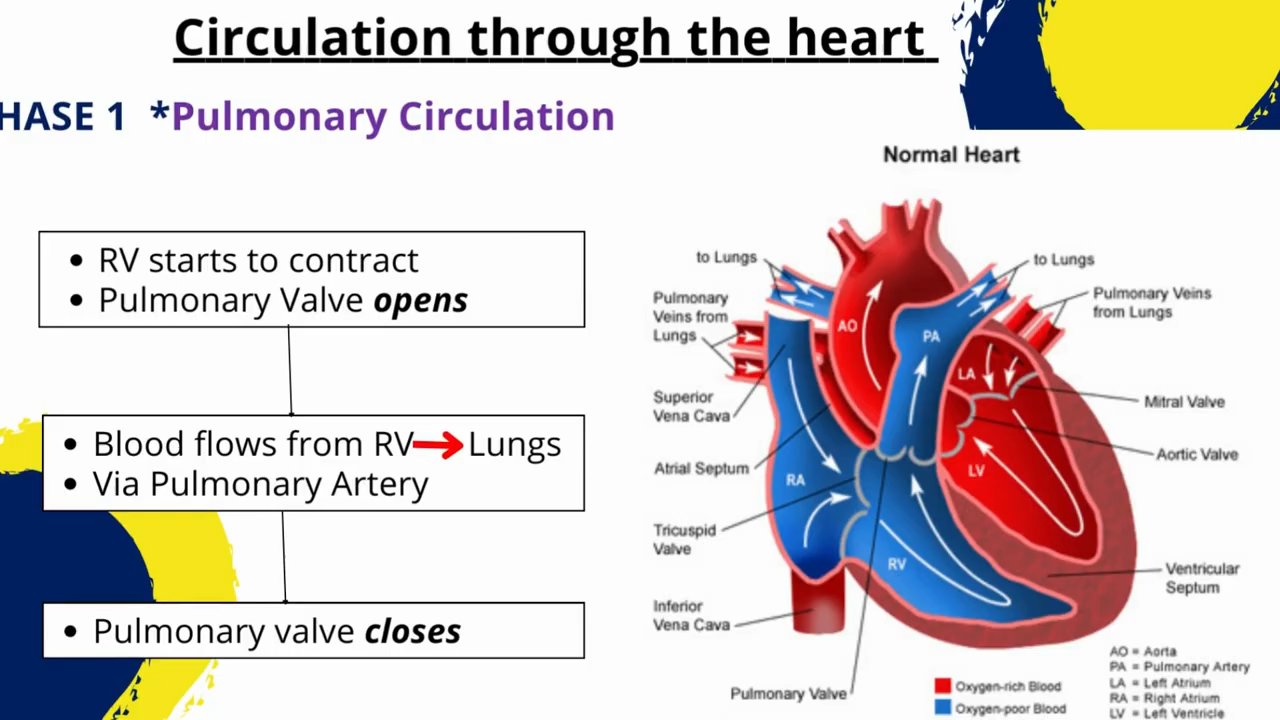 Circulation through the heart
HASE 1 *Pulmonary Circulation
• RV starts to contract
• Pulmonary Valve opens
• Blood flows from RV → Lungs
• Via Pulmonary Artery
• Pulmonary valve closes
Normal Heart
to Lungs
to Lungs
Pulmonary
Veins from
Lungs
Pulmonary Veins
from Lungs
AO
PA
LA
Superior
Vena Cava
Mitral Valve
Aortic Valve
Atrial Septum
RA
LV
Tricuspid
Valve
RV
Ventricular
Septum
Inferior
Vena Cava
Pulmonary Valve
Oxygen-rich Blood
Oxygen-poor Blood
AO = Aorta
PA = Pulmonary Artery
LA = Left Atrium
RA = Right Atrium
LV = Left Ventricle